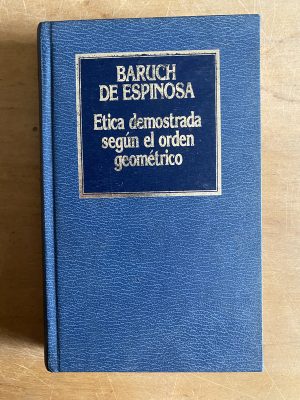 BARUCH
DE ESPINOSA
Etica demostrada
según el orden
geométrico